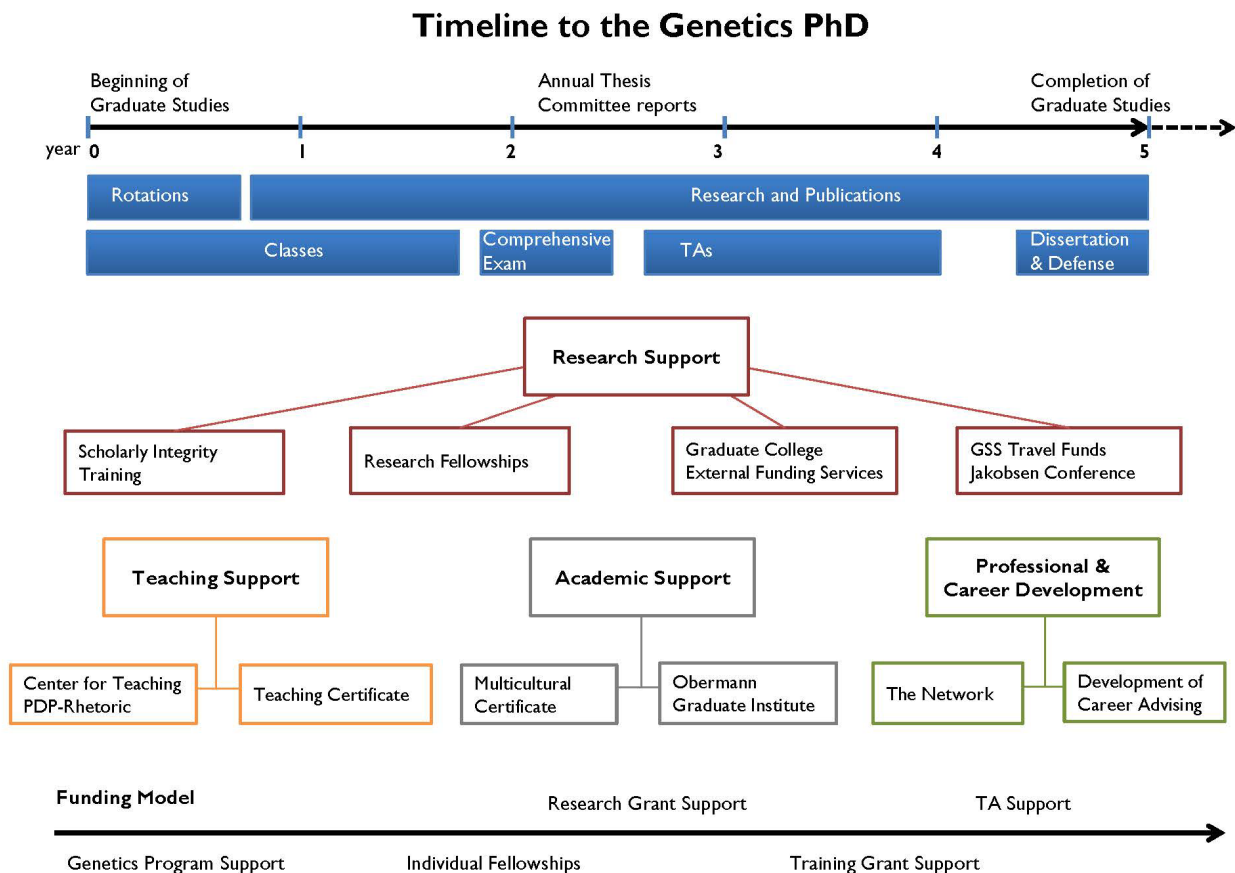 Timeline to the Genetics PhD
Beginning of
Graduate Studies
Annual Thesis
Committee reports
Completion of
Graduate Studies
year
0
1
2
3
4
5
Rotations
Research and Publications
Classes
Comprehensive
Exam
TAs
Dissertation
& Defense
Research Support
Scholarly Integrity
Training
Research Fellowships
Graduate College
External Funding Services
GSS Travel Funds
Jakobsen Conference
Teaching Support
Academic Support
Professional &
Career Development
Center for Teaching
PDP-Rhetoric
Teaching Certificate
Multicultural
Certificate
Obermann
Graduate Institute
The Network
Development of
Career Advising
Funding Model
Research Grant Support
TA Support
Genetics Program Support
Individual Fellowships
Training Grant Support